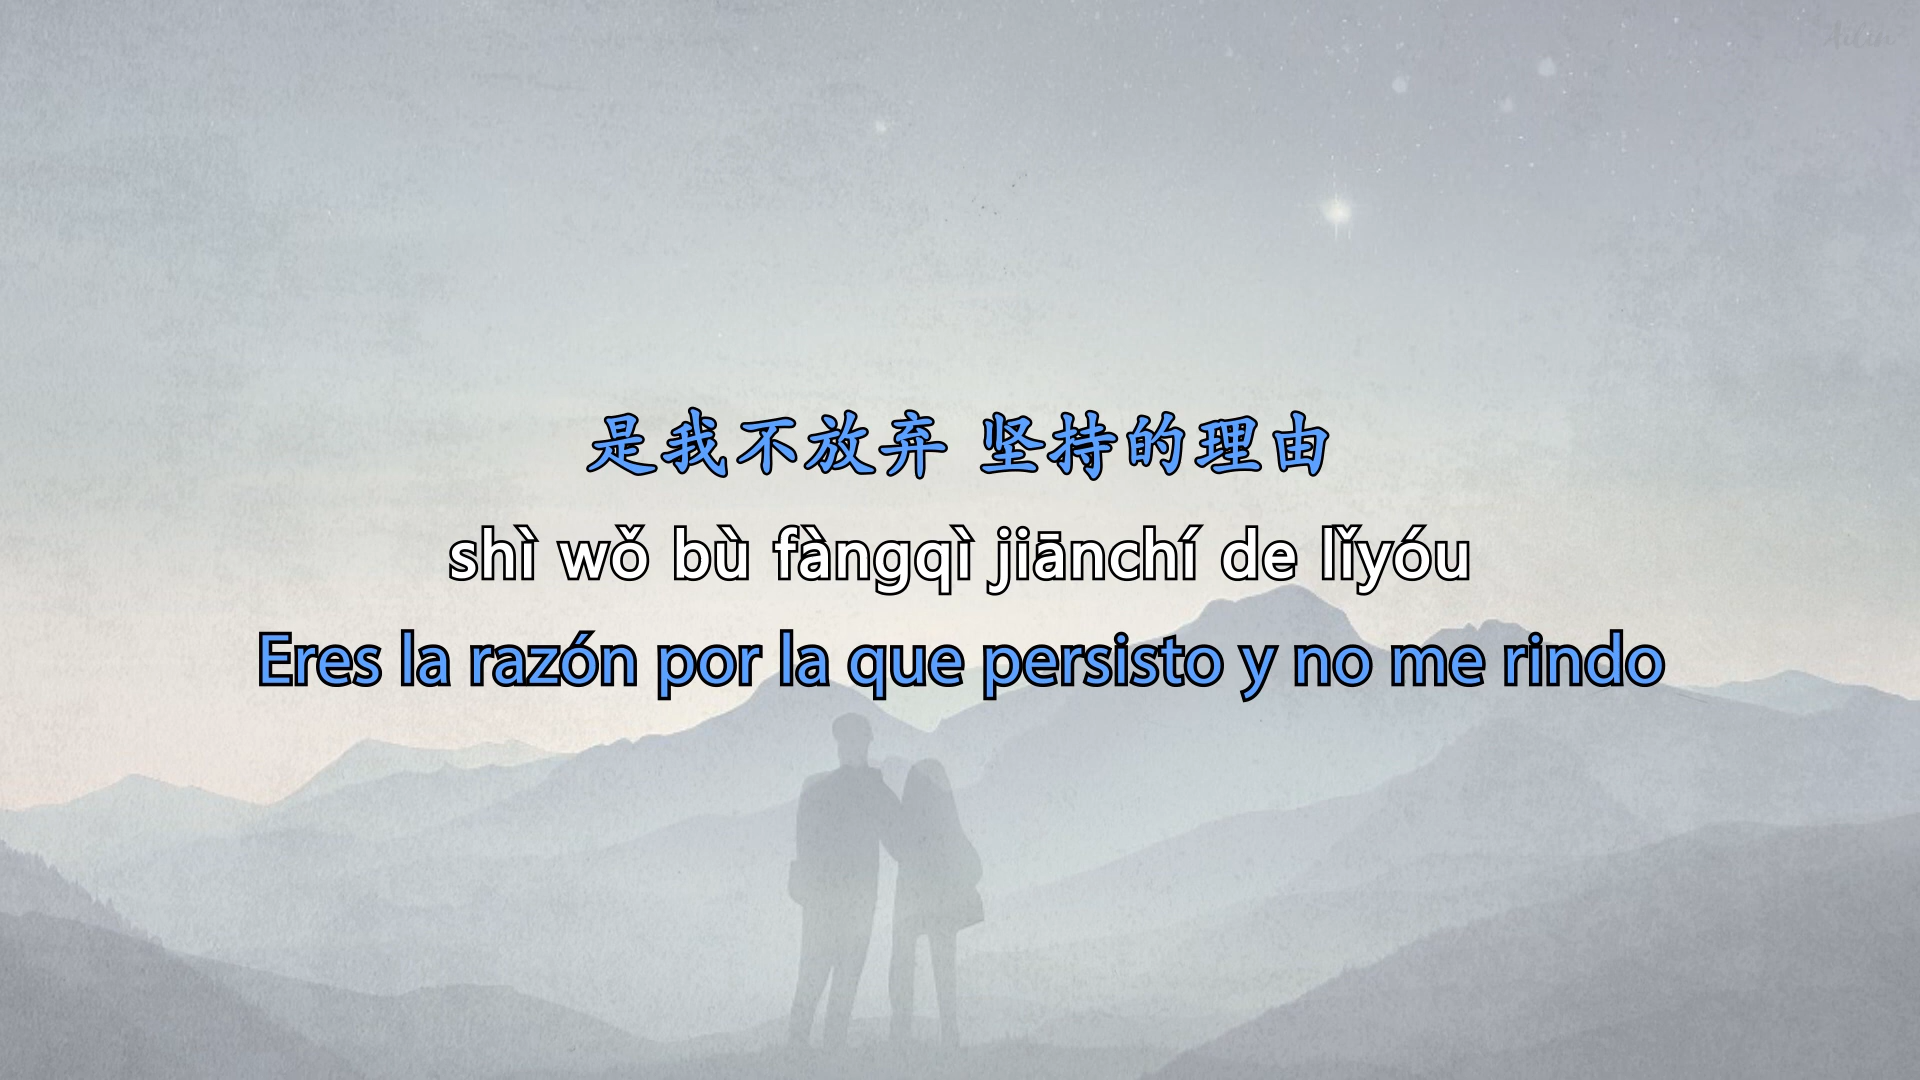 Ailin
是我不放弃 坚持的理由
shì wǒ bù fàngqì jiānchí de lǐyóu
Eres la razón por la que persisto y no me rindo